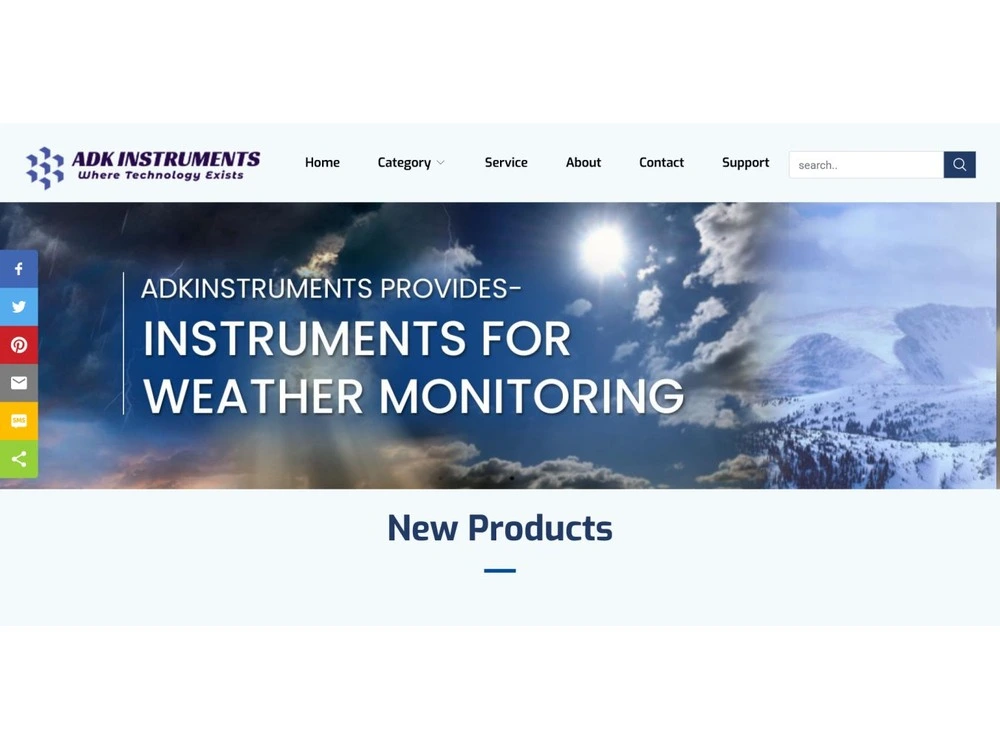 ADK INSTRUMENTS
Where Technology Exists
Home
Category
Service
About
Contact
Support
search..
ADKINSTRUMENTS PROVIDES-
INSTRUMENTS FOR
WEATHER MONITORING
SMS
New Products